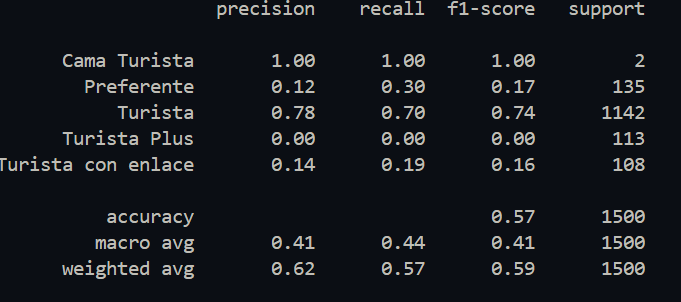 precision recall f1-score support
Cama Turista 1.00 1.00 1.00 2
Preferente 0.12 0.30 0.17 135
Turista 0.78 0.70 0.74 1142
Turista Plus 0.00 0.00 0.00 113
Turista con enlace 0.14 0.19 0.16 108
accuracy 0.57 1500
macro avg 0.41 0.44 0.41 1500
weighted avg 0.62 0.57 0.59 1500